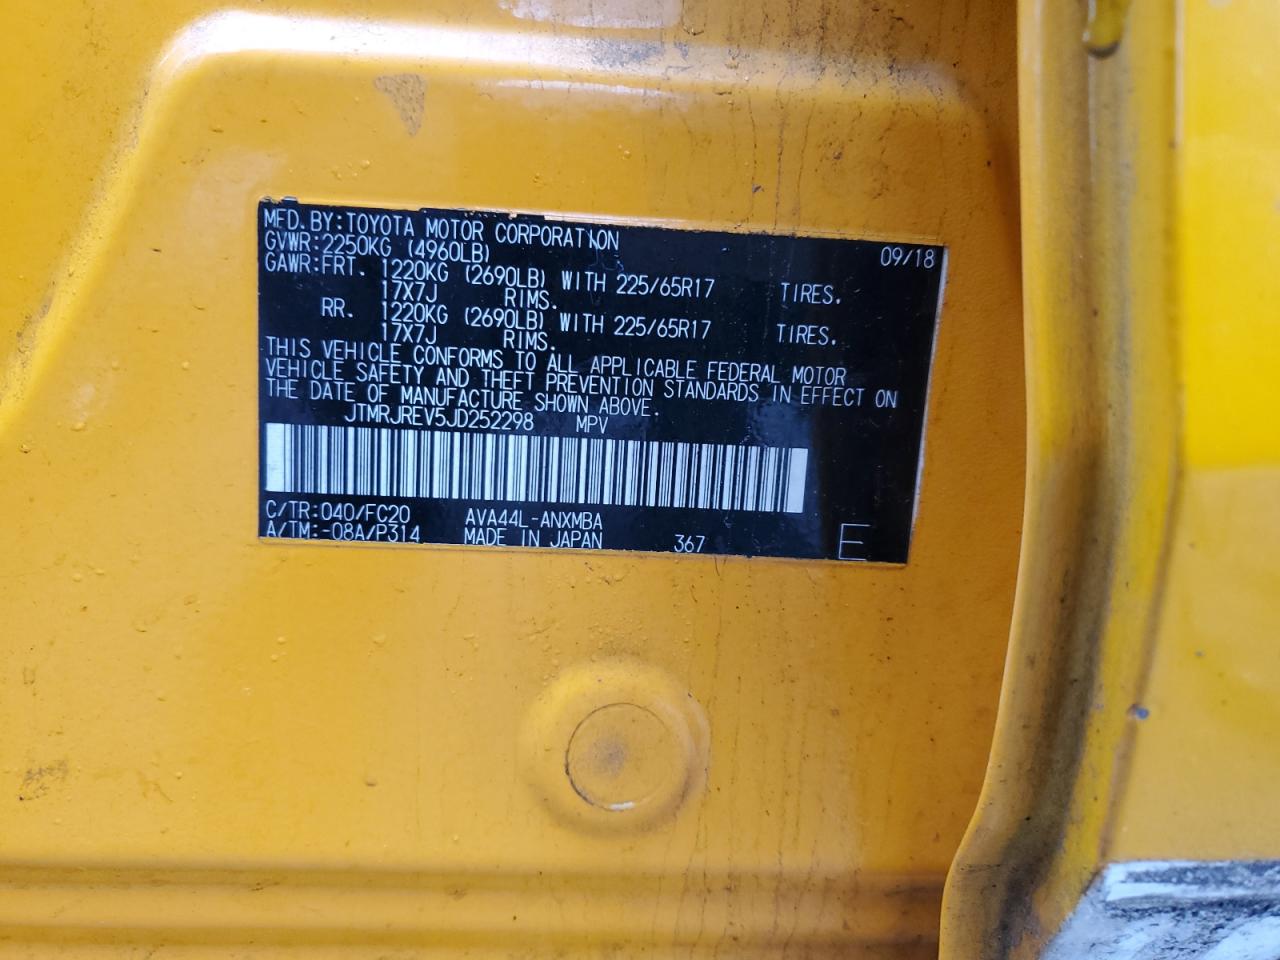 MFD.BY:TOYOTA MOTOR CORPORATION 09/18
GVWR:2250KG (4960LB)
GAWR:FRT. 1220KG (2690LB) WITH 225/65R17 TIRES.
17X7J RIMS.
RR. 1220KG (2690LB) WITH 225/65R17 TIRES.
17X7J RIMS.
THIS VEHICLE CONFORMS TO ALL APPLICABLE FEDERAL MOTOR
VEHICLE SAFETY AND THEFT PREVENTION STANDARDS IN EFFECT ON
THE DATE OF MANUFACTURE SHOWN ABOVE.
JTMRJREV5JD252298 MPV
C/TR:040/FC20 AVA44L-ANXMBA
A/TM:-08A/P314 MADE IN JAPAN 367 E